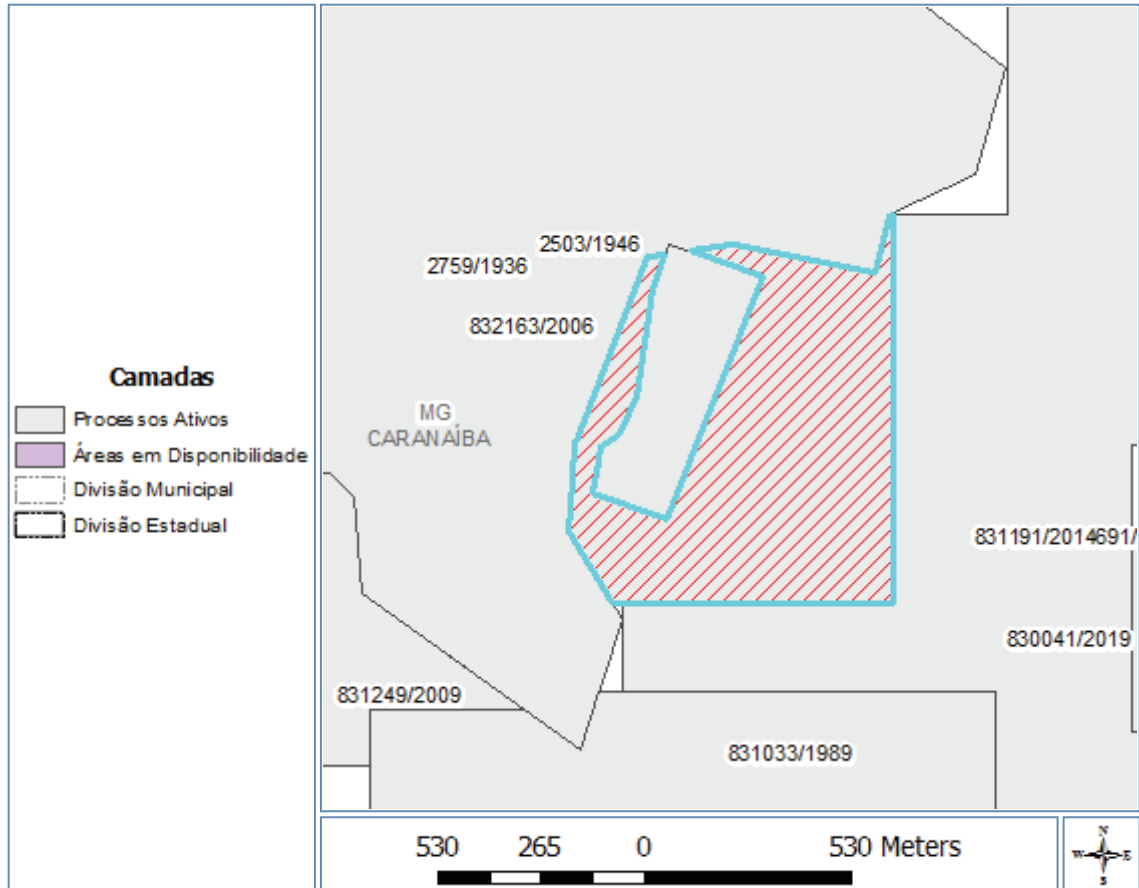 Camadas
Processos Ativos
Áreas em Disponibilidade
Divisão Municipal
Divisão Estadual
2503/1946
2759/1936
832163/2006
MG
CARANAÍBA
831191/2014691/
830041/2019
831249/2009
831033/1989
530 265 0 530 Meters
N
W E
S